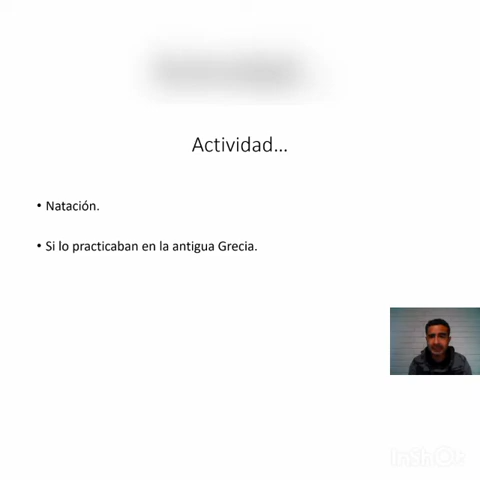 Actividad...
• Natación.
• Si lo practicaban en la antigua Grecia.
InShOt